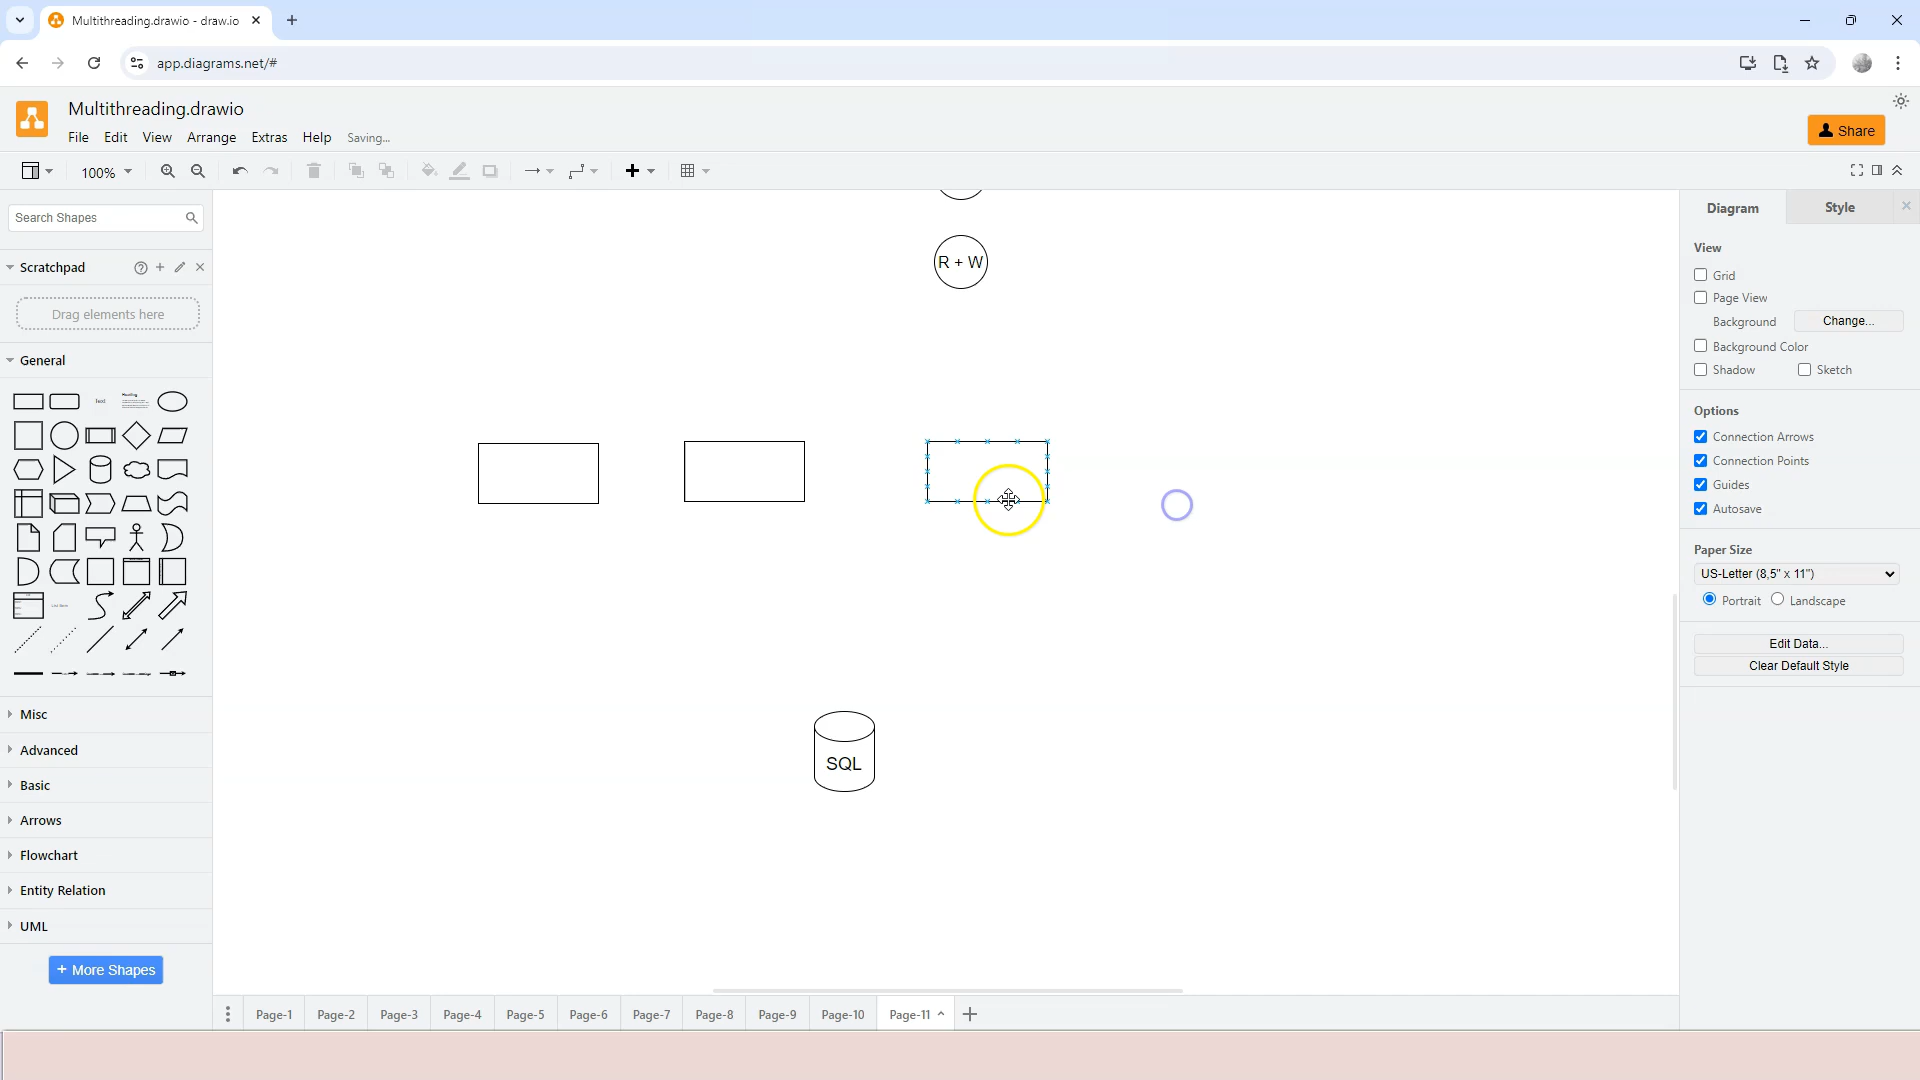 Multithreading.drawio - draw.io
app.diagrams.net/#
Multithreading.drawio
File Edit View Arrange Extras Help Saving...
Share
100%
Search Shapes
Scratchpad
Drag elements here
General
Text
Heading
Misc
Advanced
Basic
Arrows
Flowchart
Entity Relation
UML
+ More Shapes
R + W
SQL
Page-1 Page-2 Page-3 Page-4 Page-5 Page-6 Page-7 Page-8 Page-9 Page-10 Page-11
Diagram Style
View
Grid
Page View
Background Change...
Background Color
Shadow Sketch
Options
Connection Arrows
Connection Points
Guides
Autosave
Paper Size
US-Letter (8,5" x 11")
Portrait Landscape
Edit Data...
Clear Default Style